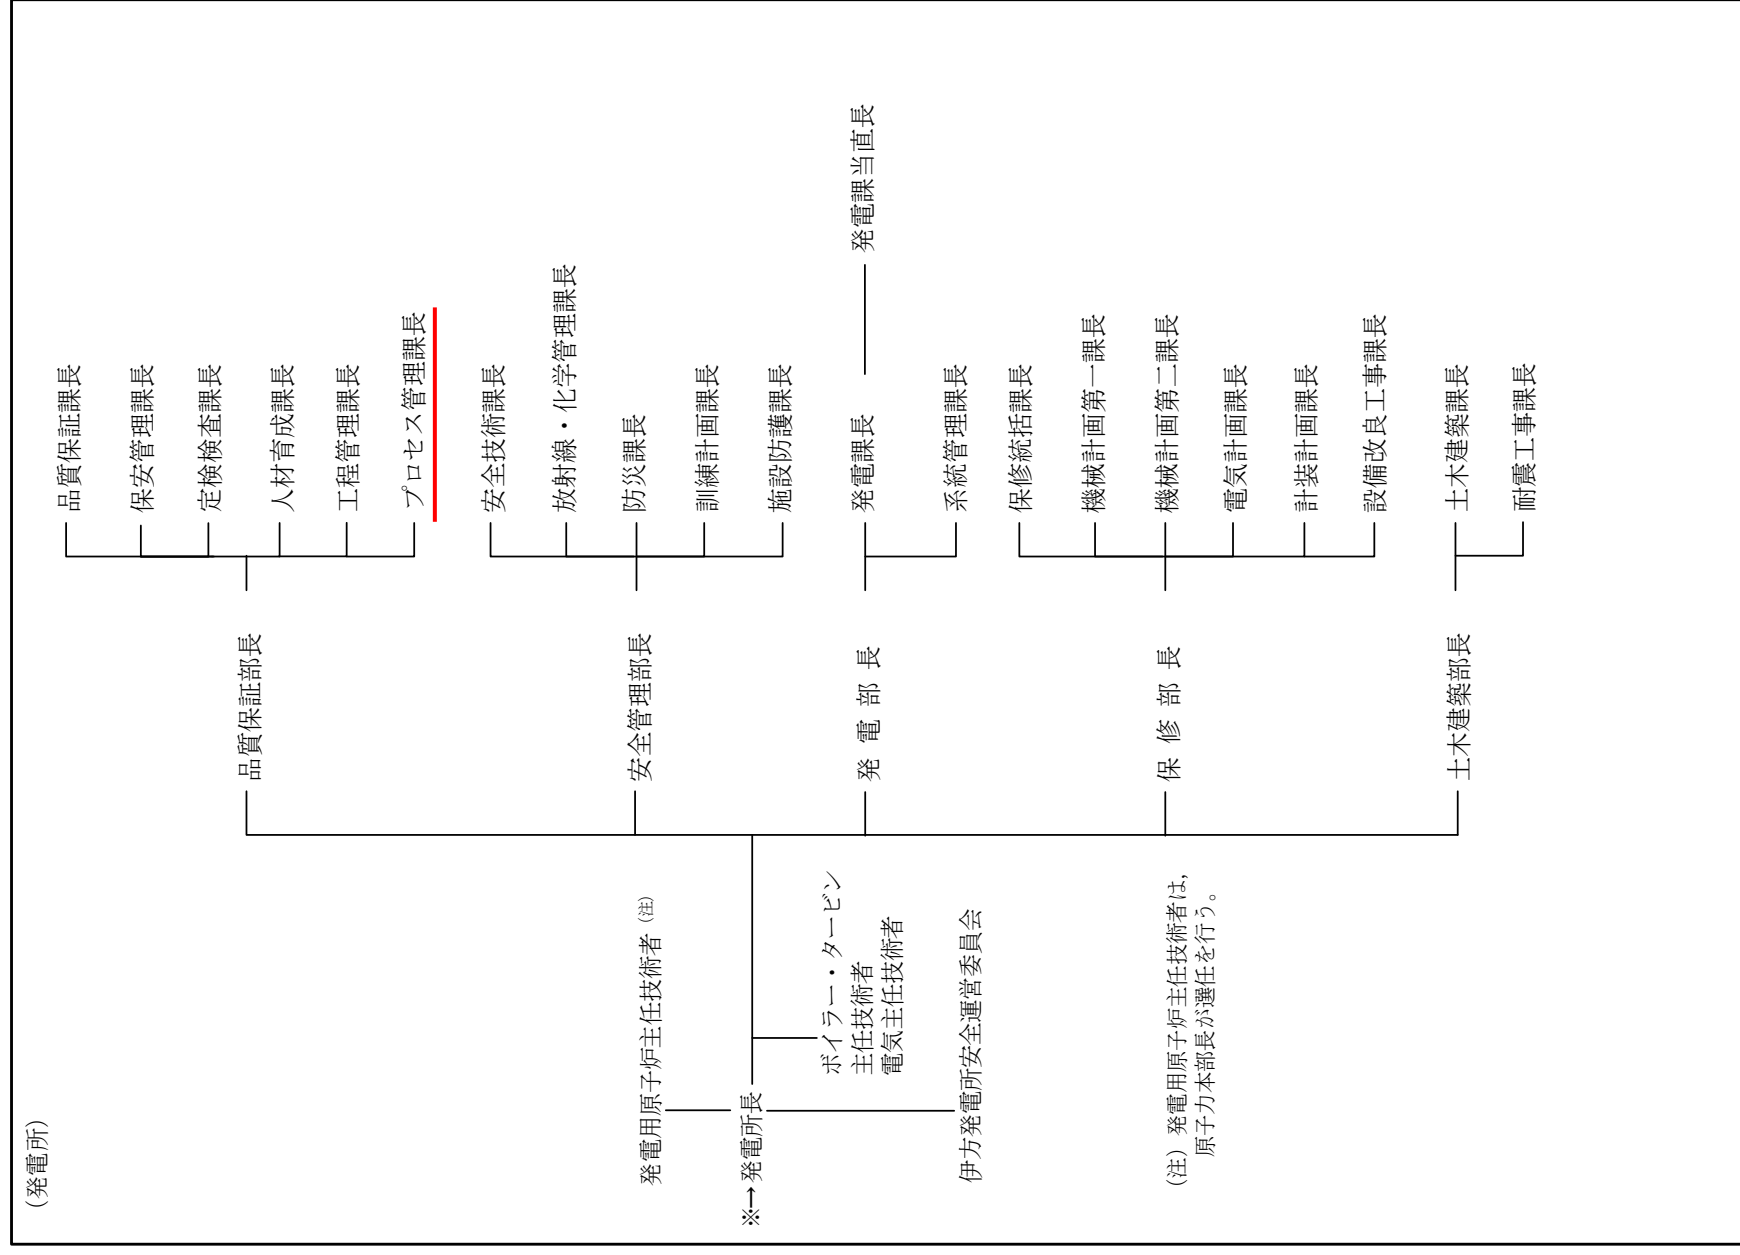 (発電所)
発電用原子炉主任技術者(注)
※→発電所長
ボイラー・タービン
主任技術者
電気主任技術者
伊方発電所安全運営委員会
(注) 発電用原子炉主任技術者は,
原子力本部長が選任を行う。
品質保証部長
品質保証課長
保安管理課長
定検検査課長
人材育成課長
工程管理課長
プロセス管理課長
安全管理部長
安全技術課長
放射線・化学管理課長
防災課長
訓練計画課長
施設防護課長
発電部長
発電課長
発電課当直長
系統管理課長
保修部長
保修統括課長
機械計画第一課長
機械計画第二課長
電気計画課長
計装計画課長
設備改良工事課長
土木建築部長
土木建築課長
耐震工事課長